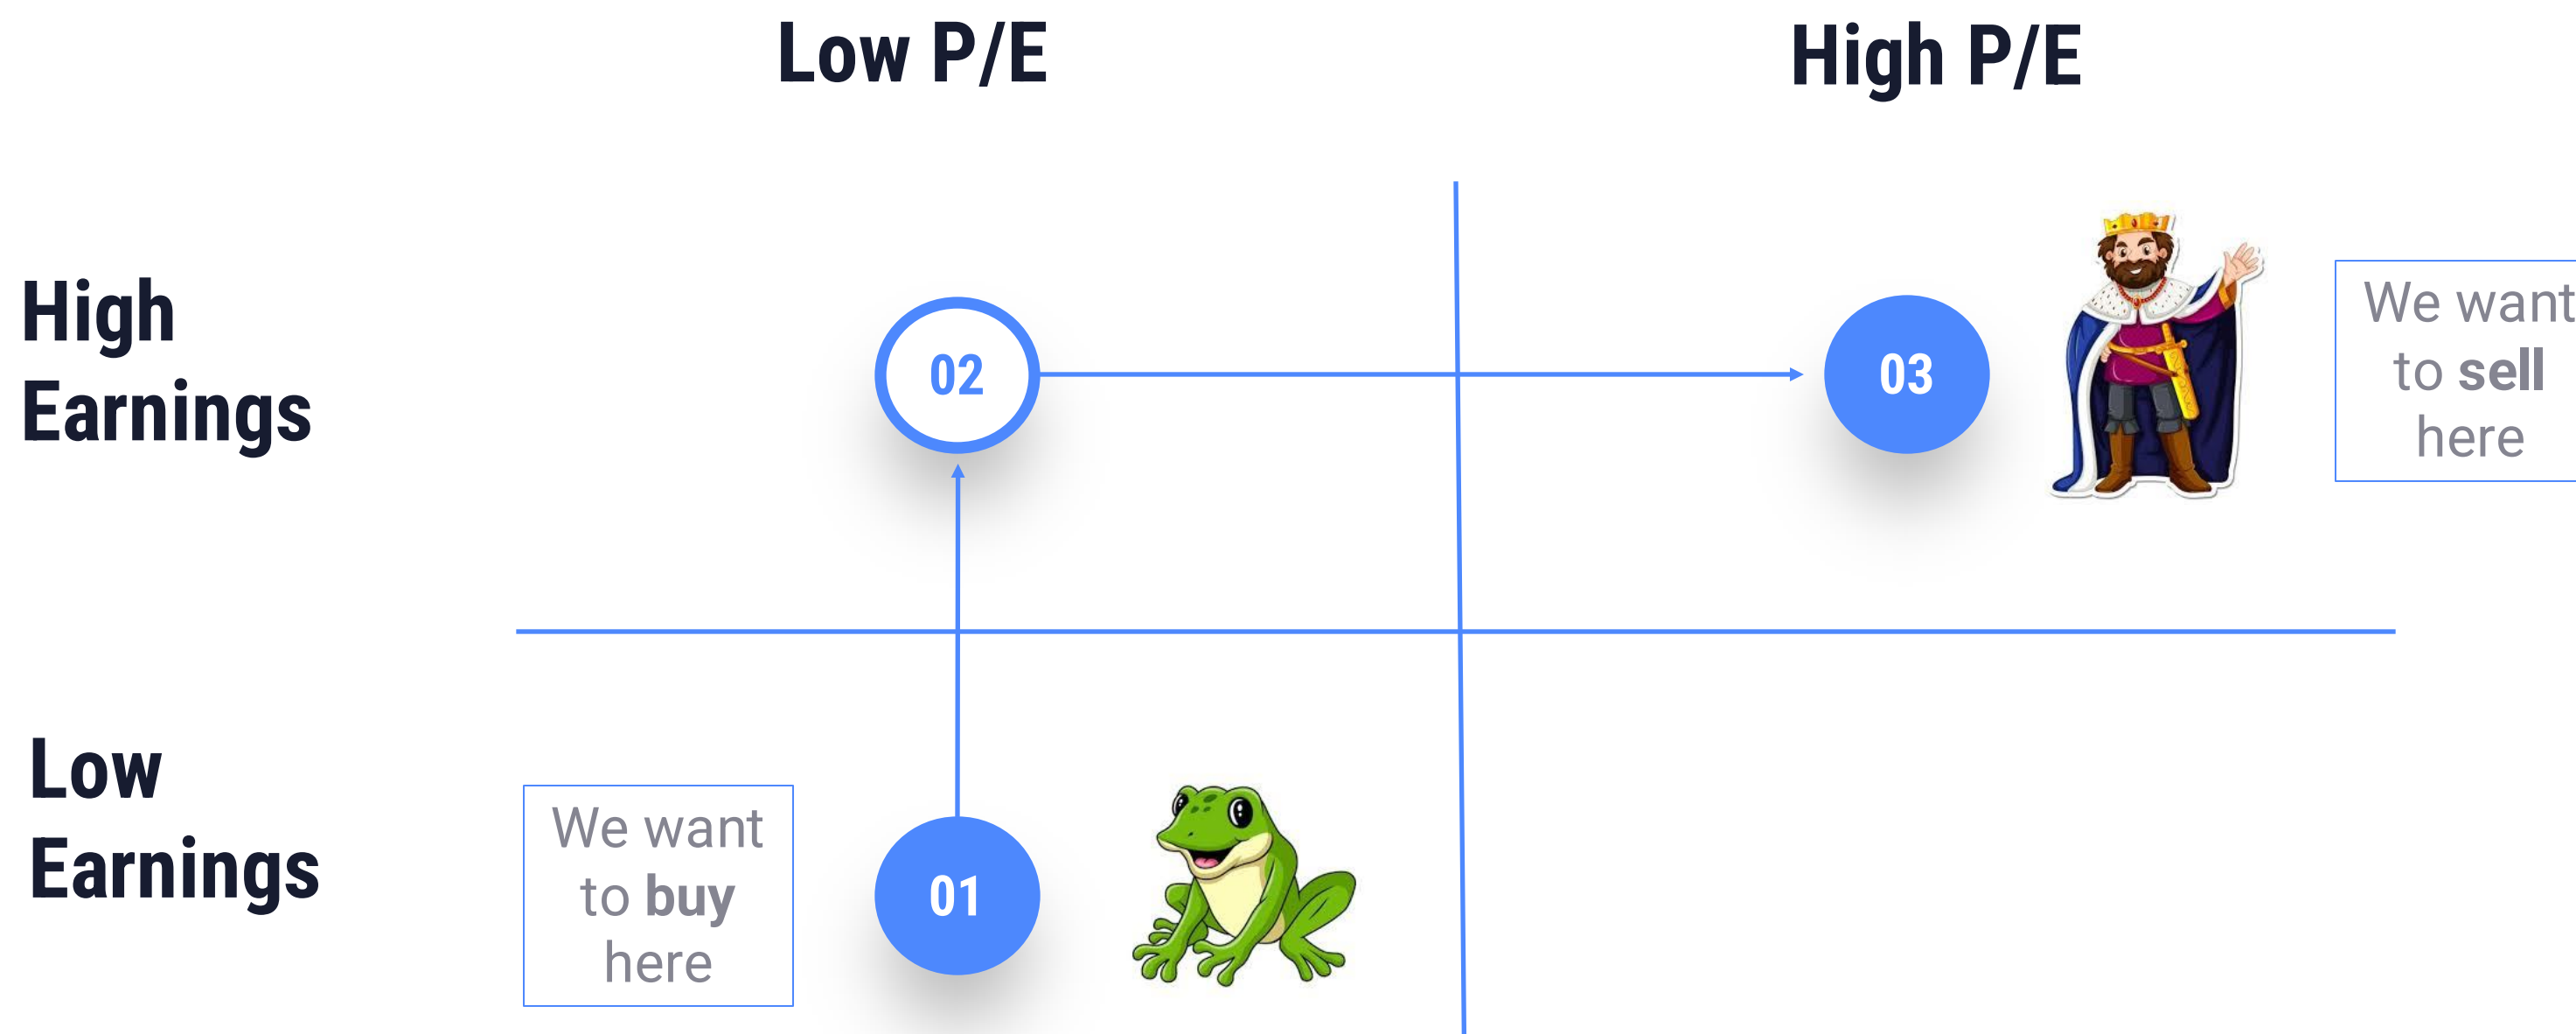 Low P/E
High P/E
High
Earnings
02
03
We want
to sell
here
Low
Earnings
We want
to buy
here
01